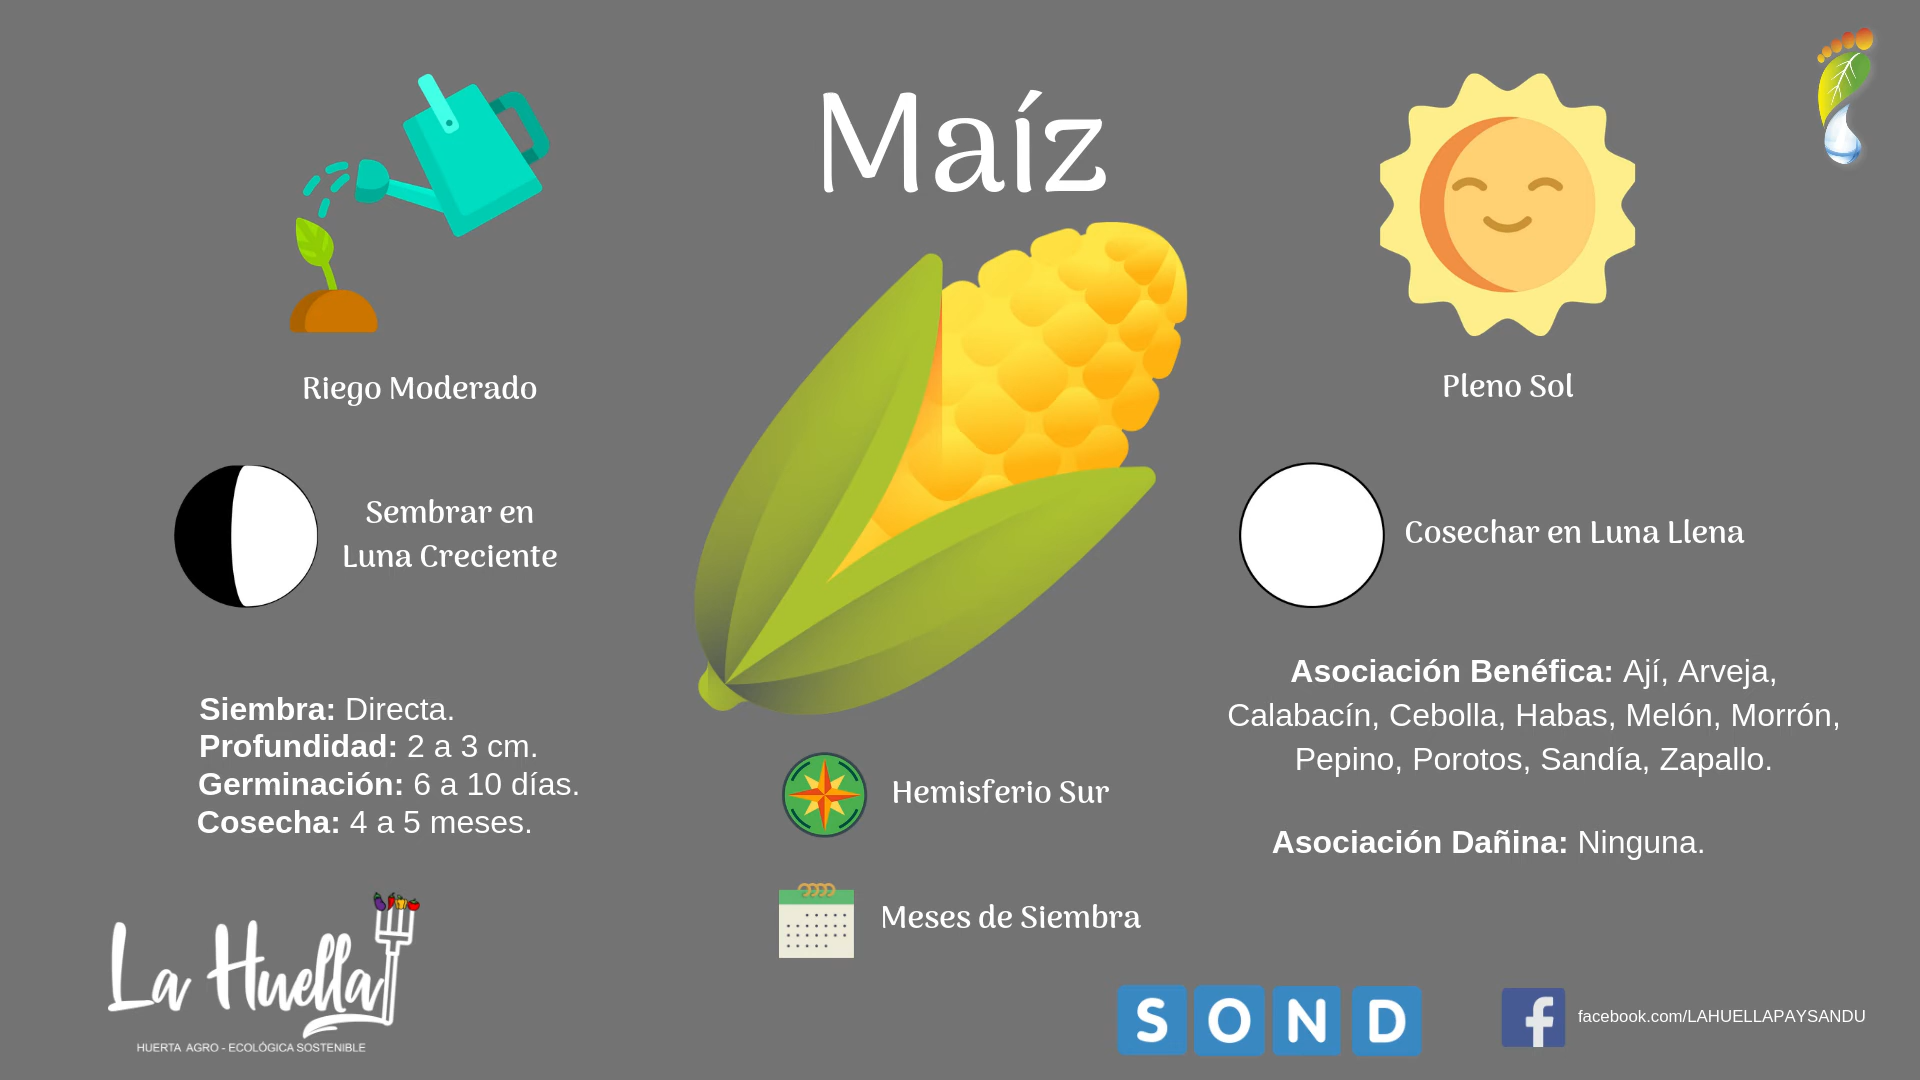 Maíz
Riego Moderado
Pleno Sol
Sembrar en
Luna Creciente
Cosechar en Luna Llena
Siembra: Directa.
Profundidad: 2 a 3 cm.
Germinación: 6 a 10 días.
Cosecha: 4 a 5 meses.
Asociación Benéfica: Ají, Arveja,
Calabacín, Cebolla, Habas, Melón, Morrón,
Pepino, Porotos, Sandía, Zapallo.
Asociación Dañina: Ninguna.
Hemisferio Sur
Meses de Siembra
S O N D
La Huella
HUERTA AGRO - ECOLÓGICA SOSTENIBLE
f
facebook.com/LAHUELLAPAYSANDU